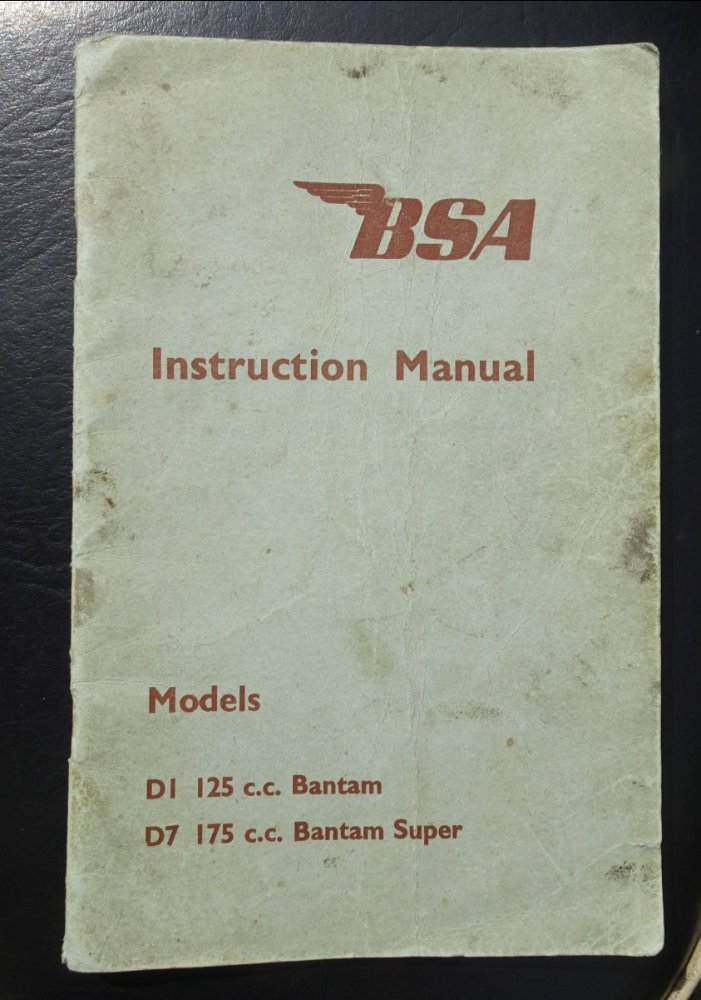 BSA
Instruction Manual
Models
D1 125 c.c. Bantam
D7 175 c.c. Bantam Super